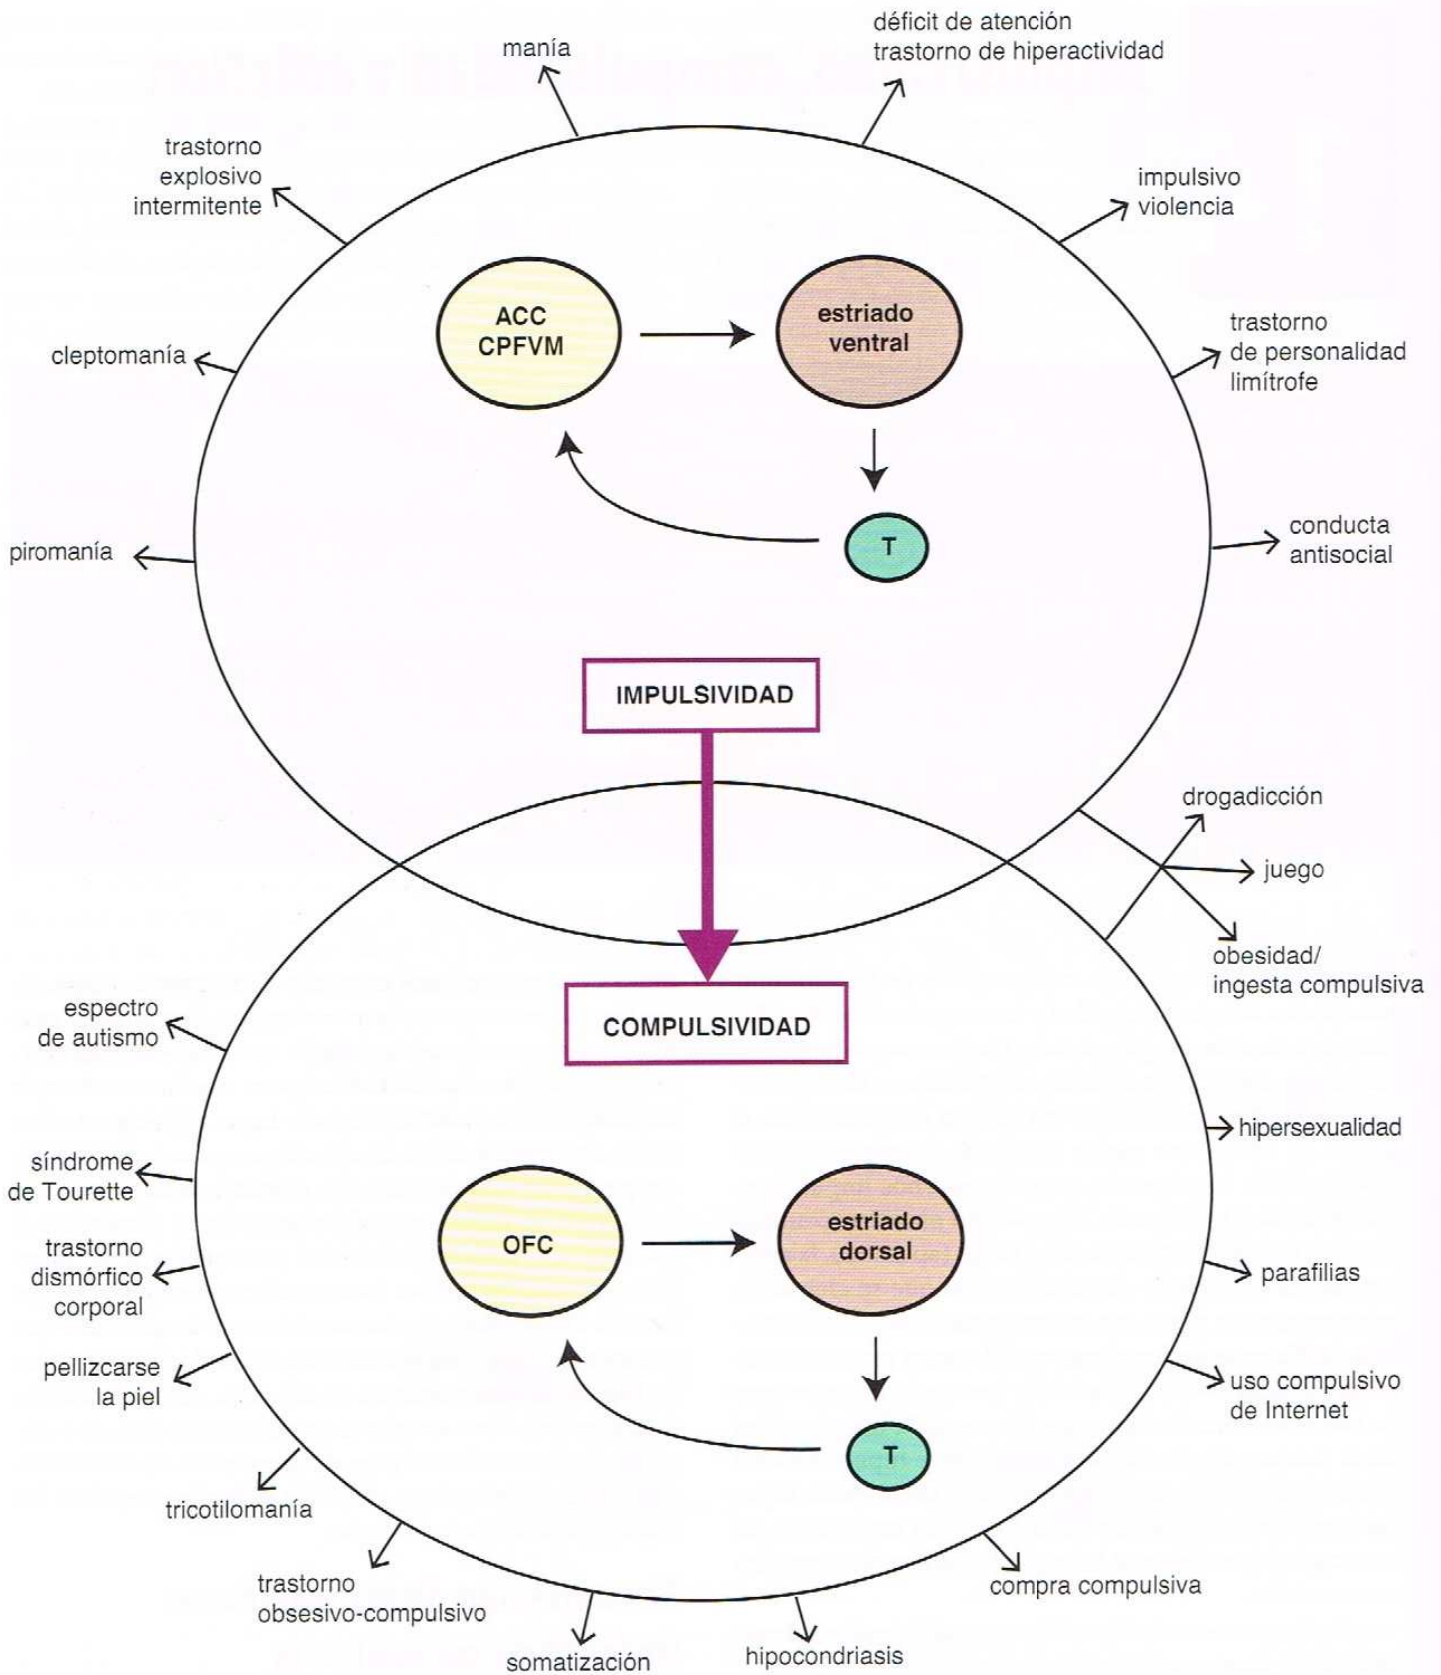 déficit de atención
trastorno de hiperactividad
manía
trastorno
explosivo
intermitente
impulsivo
violencia
ACC
CPFVM
estriado
ventral
trastorno
de personalidad
limítrofe
cleptomanía
piromanía
T
conducta
antisocial
IMPULSIVIDAD
drogadicción
juego
obesidad/
ingesta compulsiva
COMPULSIVIDAD
espectro
de autismo
hipersexualidad
síndrome
de Tourette
OFC
estriado
dorsal
trastorno
dismórfico
corporal
parafilias
pellizcarse
la piel
uso compulsivo
de Internet
T
tricotilomanía
trastorno
obsesivo-compulsivo
compra compulsiva
somatización
hipocondriasis